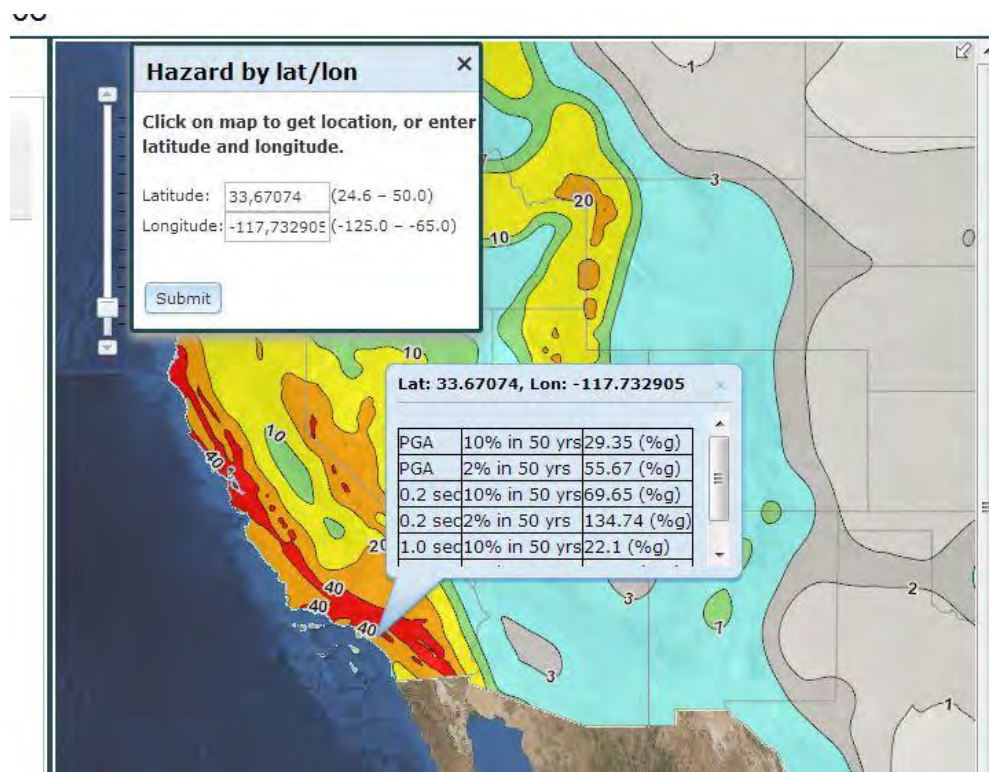 Hazard by lat/lon ×
Click on map to get location, or enter
latitude and longitude.
Latitude: 33,67074 (24.6 – 50.0)
Longitude: -117,732905 (-125.0 – -65.0)
Submit
1
3
20
10
0
10
10
40
20
40
40
40
3
1
3
2
1
Lat: 33.67074, Lon: -117.732905 ×
PGA 10% in 50 yrs 29.35 (%g)
PGA 2% in 50 yrs 55.67 (%g)
0.2 sec 10% in 50 yrs 69.65 (%g)
0.2 sec 2% in 50 yrs 134.74 (%g)
1.0 sec 10% in 50 yrs 22.1 (%g)